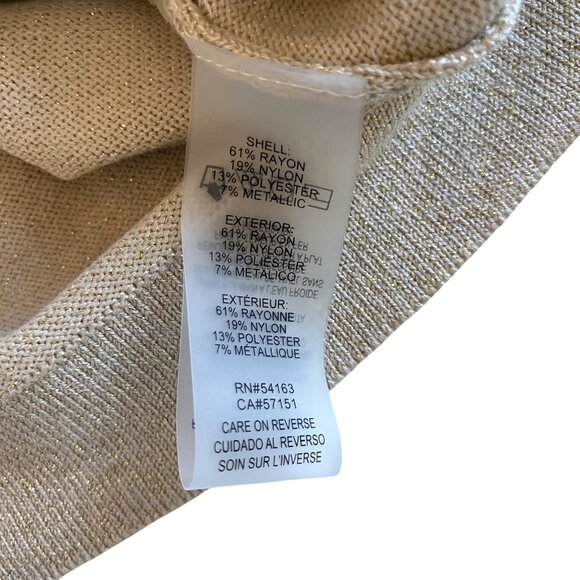 SHELL:
61% RAYON
19% NYLON
13% POLYESTER
7% METALLIC
EXTERIOR:
61% RAYON
19% NYLON
13% POLIÉSTER
7% METALICO
EXTÉRIEUR:
61% RAYONNE
19% NYLON
13% POLYESTER
7% MÉTALLIQUE
RN#54163
CA#57151
CARE ON REVERSE
CUIDADO AL REVERSO
SOIN SUR L'INVERSE